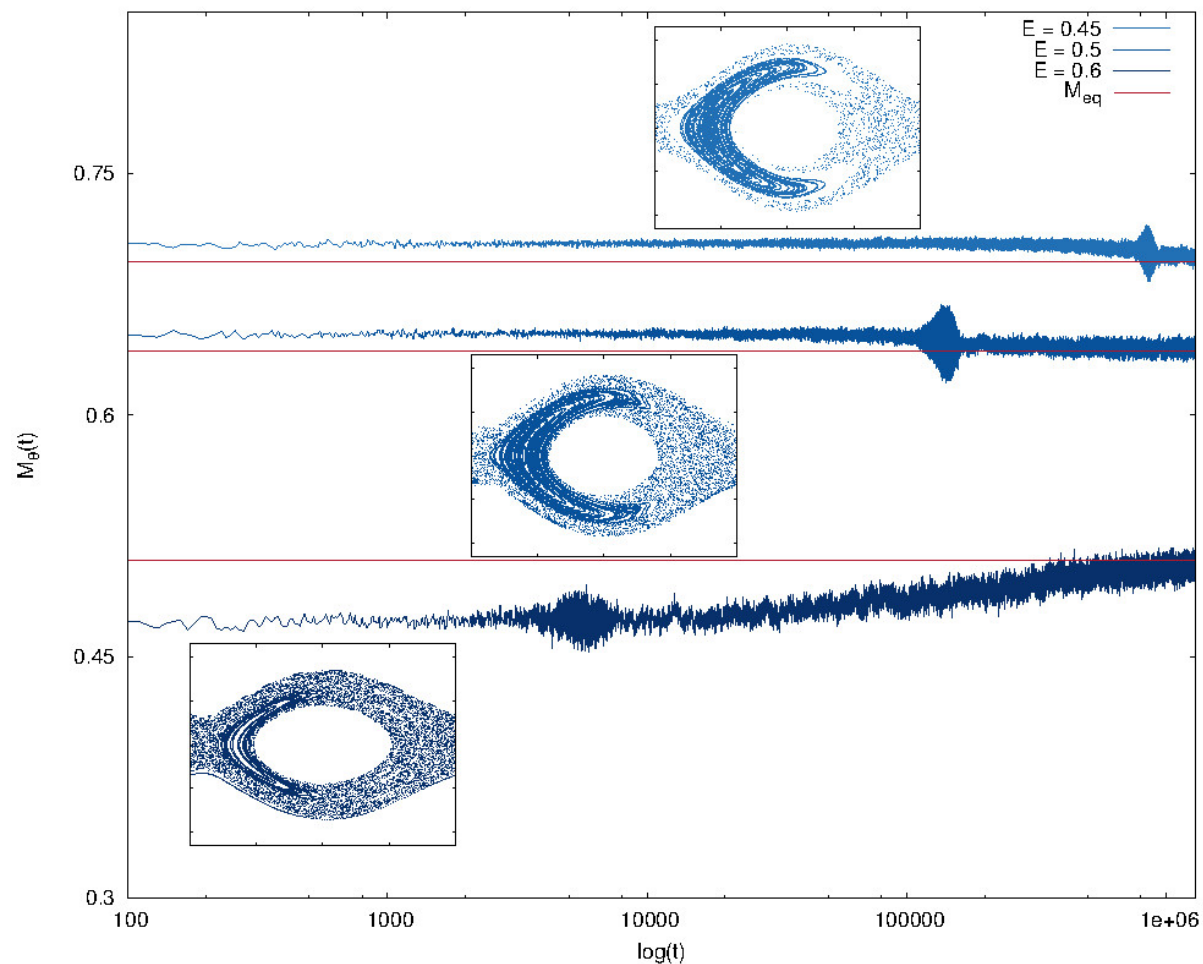 E = 0.45
E = 0.5
E = 0.6
M_eq
0.75
0.6
0.45
0.3
M_θ(t)
100
1000
10000
100000
1e+06
log(t)